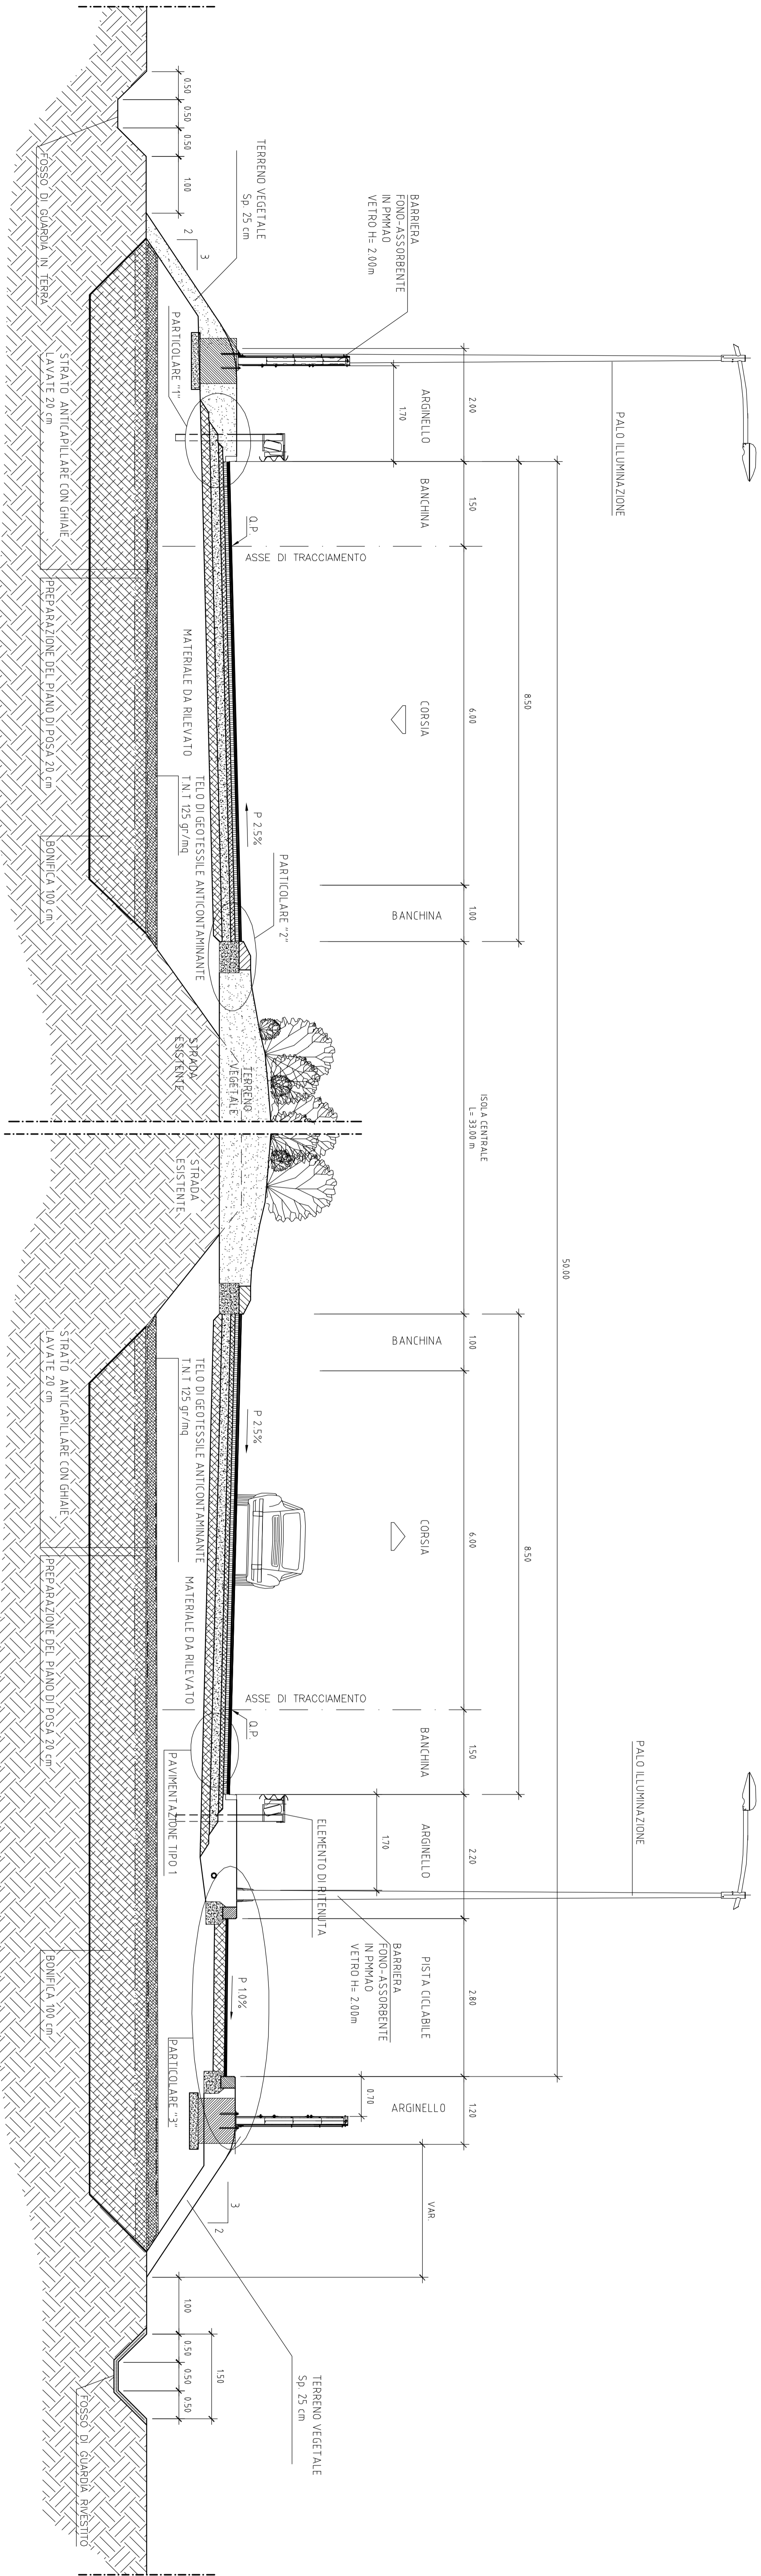 PALO ILLUMINAZIONE
PALO ILLUMINAZIONE
50.00
8.50
8.50
ISOLA CENTRALE
L= 33.00 m
2.00
1.50
6.00
1.00
1.00
6.00
1.50
2.20
2.80
1.20
ARGINELLO
BANCHINA
CORSIA
BANCHINA
BANCHINA
CORSIA
BANCHINA
ARGINELLO
PISTA CICLABILE
ARGINELLO
VAR.
1.70
1.70
0.70
BARRIERA
FONO-ASSORBENTE
IN PMMAO
VETRO H= 2.00m
BARRIERA
FONO-ASSORBENTE
IN PMMAO
VETRO H= 2.00m
ELEMENTO DI RITENUTA
TERRENO VEGETALE
Sp. 25 cm
TERRENO VEGETALE
Sp. 25 cm
ASSE DI TRACCIAMENTO
ASSE DI TRACCIAMENTO
Q.P.
Q.P.
P 2.5%
P 2.5%
P 1.0%
PARTICOLARE "2"
TERRENO
VEGETALE
3
2
3
2
0.50
0.50
0.50
1.00
1.50
1.00
0.50
0.50
0.50
PARTICOLARE "1"
MATERIALE DA RILEVATO
TELO DI GEOTESSILE ANTICONTAMINANTE
T.N.T 125 gr/mq
STRADA
ESISTENTE
STRADA
ESISTENTE
TELO DI GEOTESSILE ANTICONTAMINANTE
T.N.T 125 gr/mq
MATERIALE DA RILEVATO
PAVIMENTAZIONE TIPO 1
PARTICOLARE "3"
FOSSO DI GUARDIA IN TERRA
STRATO ANTICAPILLARE CON GHIAIE
LAVATE 20 cm
PREPARAZIONE DEL PIANO DI POSA 20 cm
BONIFICA 100 cm
STRATO ANTICAPILLARE CON GHIAIE
LAVATE 20 cm
PREPARAZIONE DEL PIANO DI POSA 20 cm
BONIFICA 100 cm
FOSSO DI GUARDIA RIVESTITO